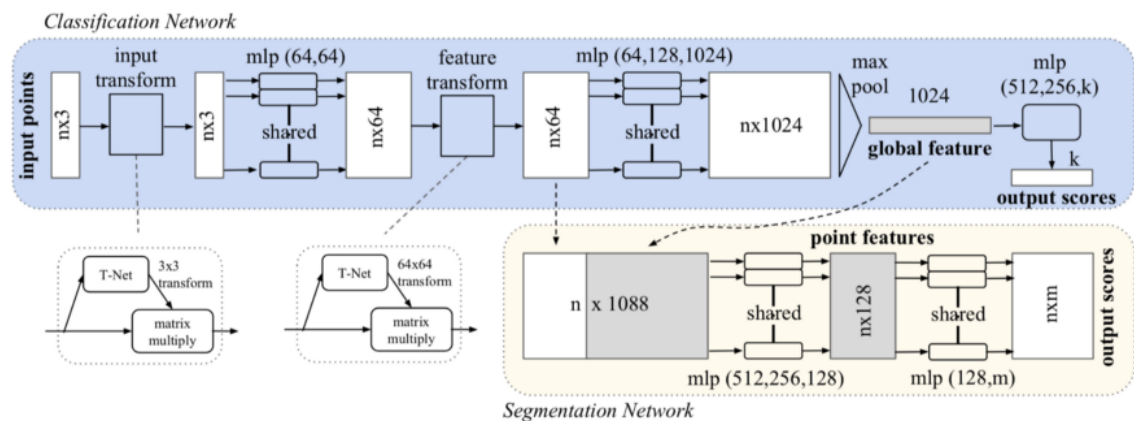 Classification Network
input points
nx3
input
transform
nx3
mlp (64,64)
shared
nx64
feature
transform
nx64
mlp (64,128,1024)
shared
nx1024
max
pool
1024
global feature
mlp
(512,256,k)
k
output scores
T-Net
3x3
transform
matrix
multiply
T-Net
64x64
transform
matrix
multiply
point features
n x 1088
shared
mlp (512,256,128)
nx128
shared
mlp (128,m)
nxm
output scores
Segmentation Network